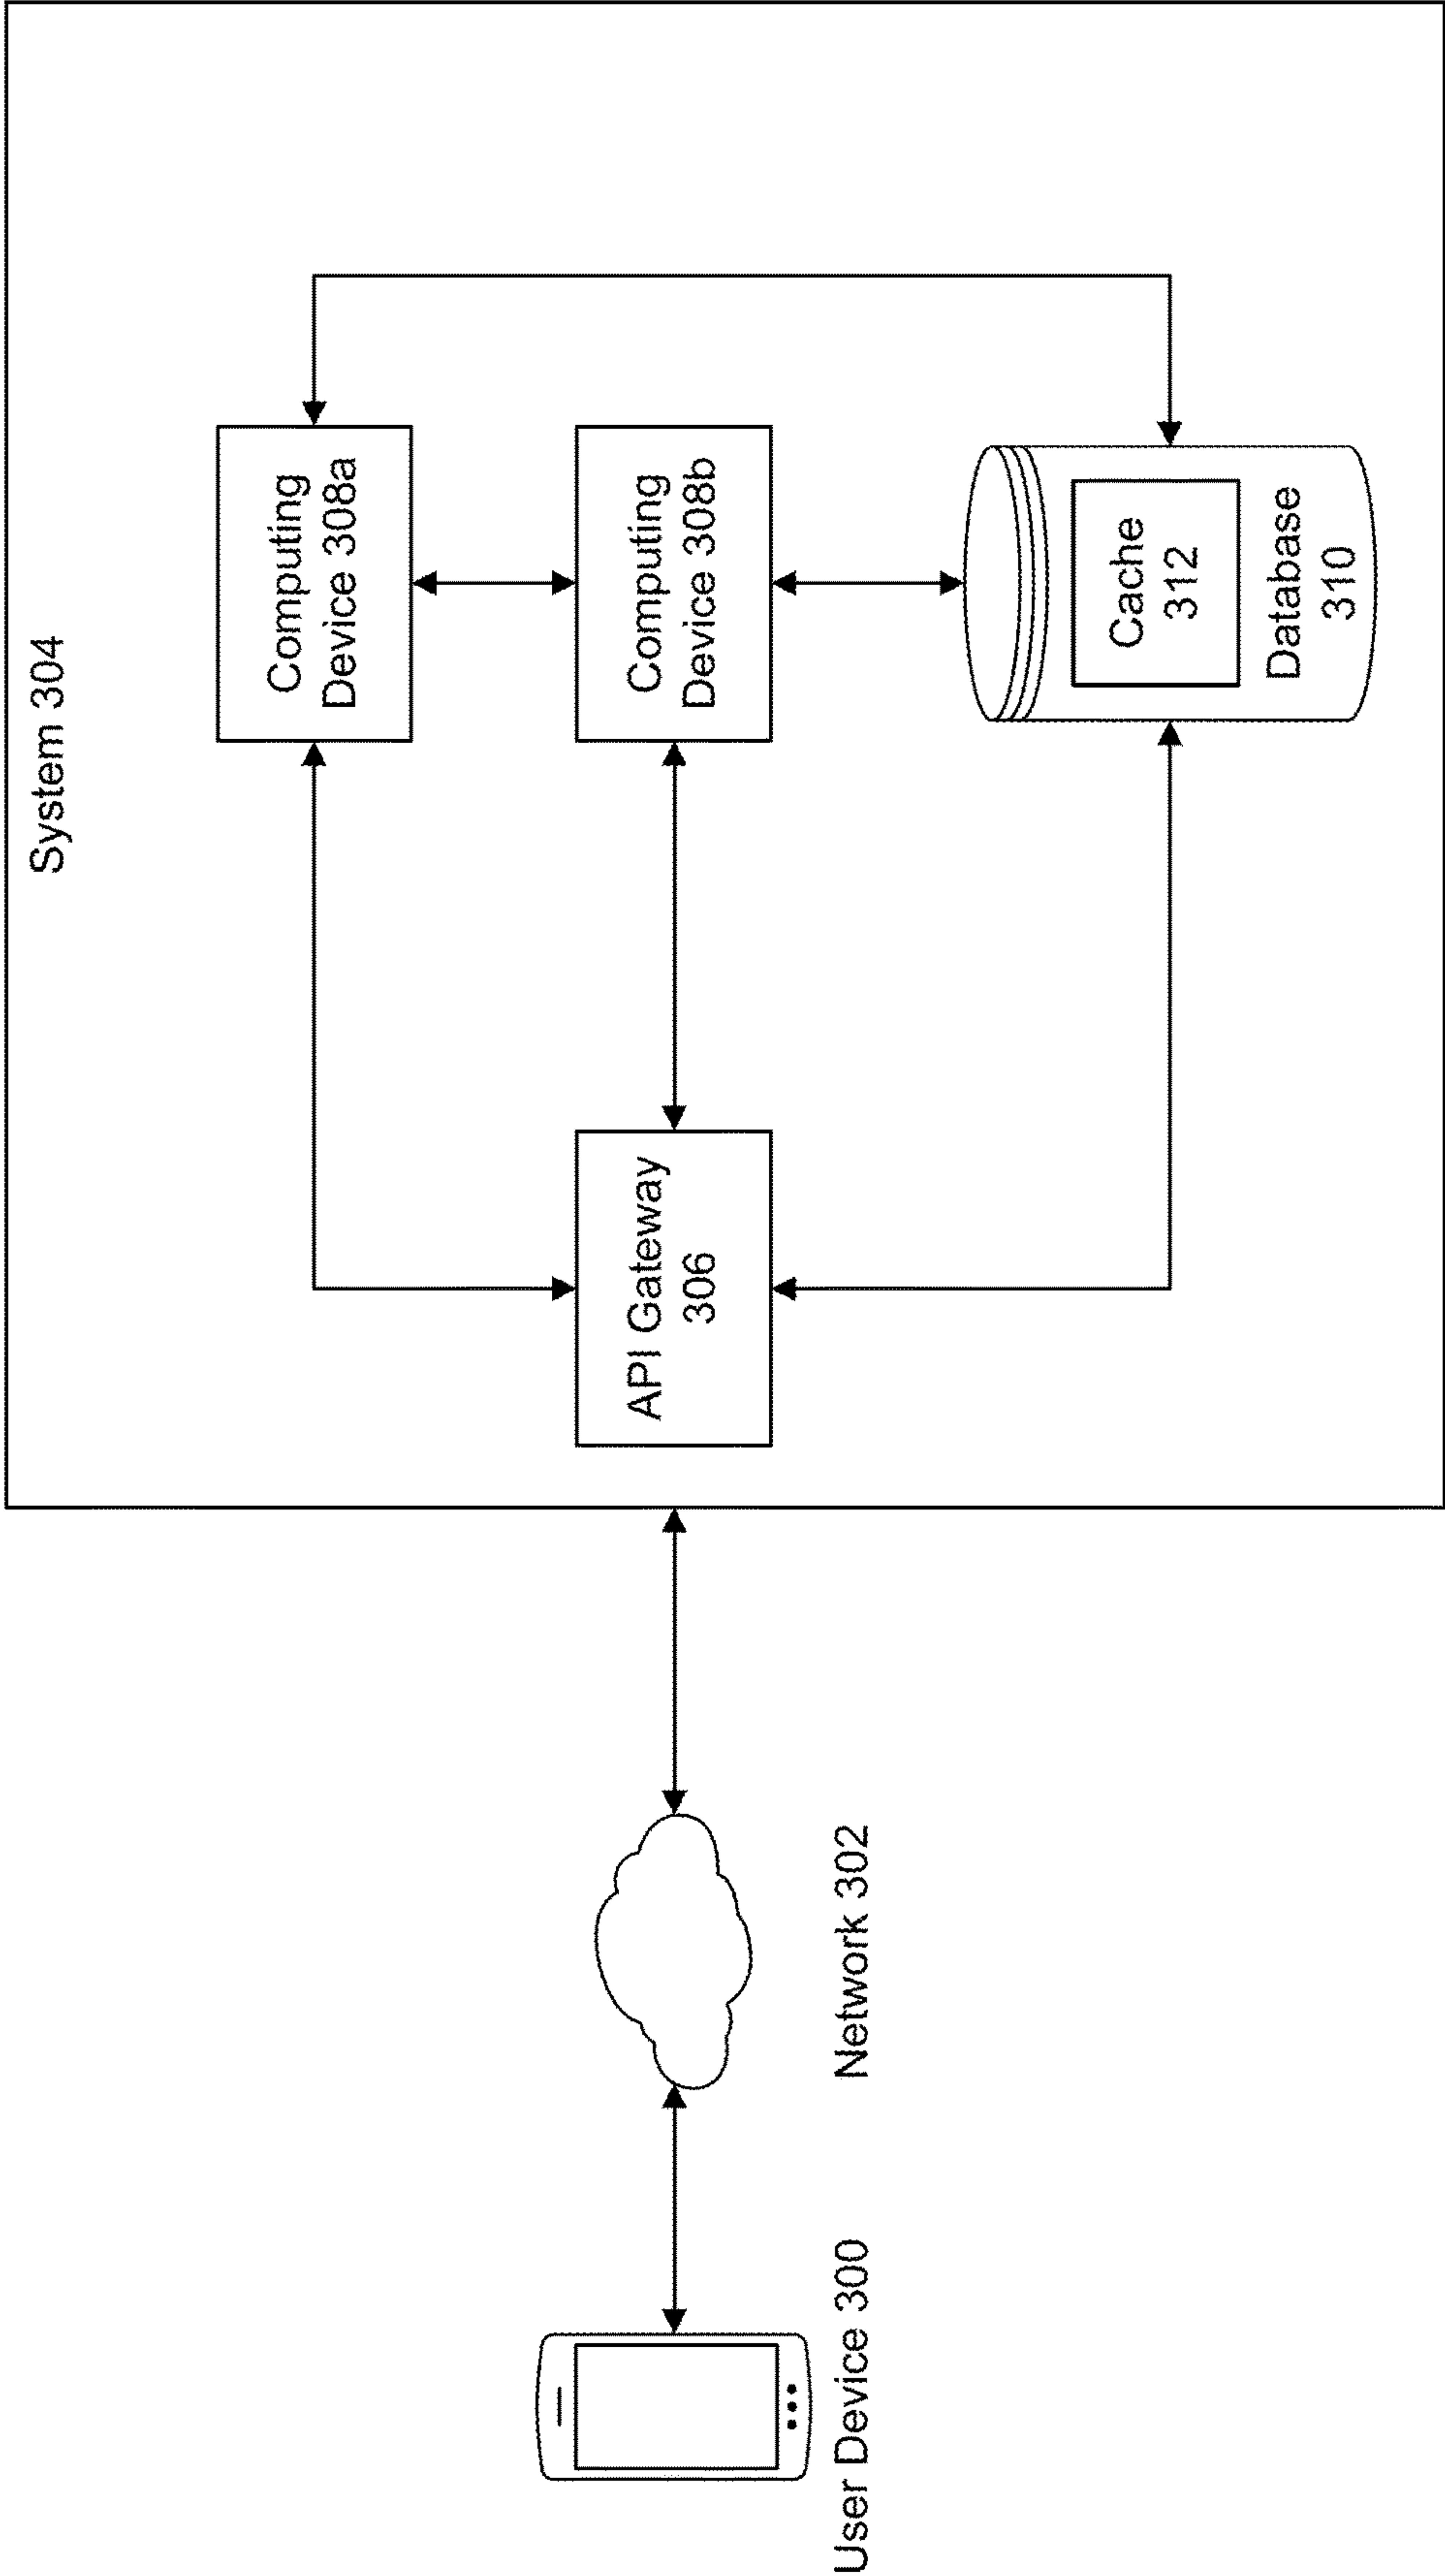 System 304
Computing
Device 308a
API Gateway
306
Computing
Device 308b
Cache
312
Database
310
User Device 300
Network 302